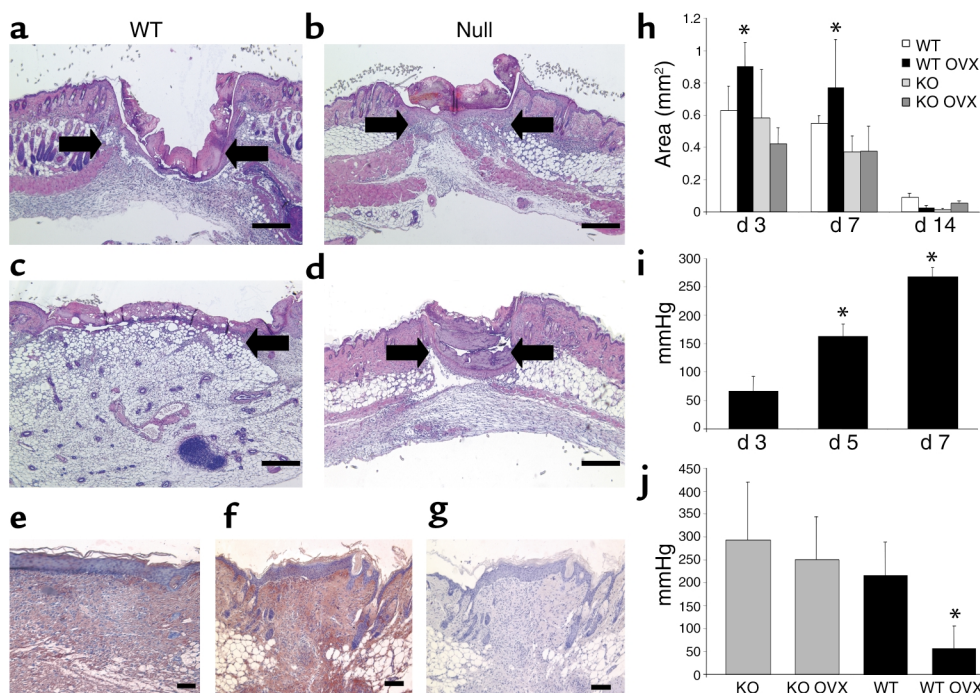 a WT
b Null
c
d
e
f
g
h
Area (mm²)
1.2
1
0.8
0.6
0.4
0.2
0
* *
WT
WT OVX
KO
KO OVX
d 3 d 7 d 14
i
mmHg
300
250
200
150
100
50
0
* *
d 3 d 5 d 7
j
mmHg
450
400
350
300
250
200
150
100
50
0
*
KO KO OVX WT WT OVX